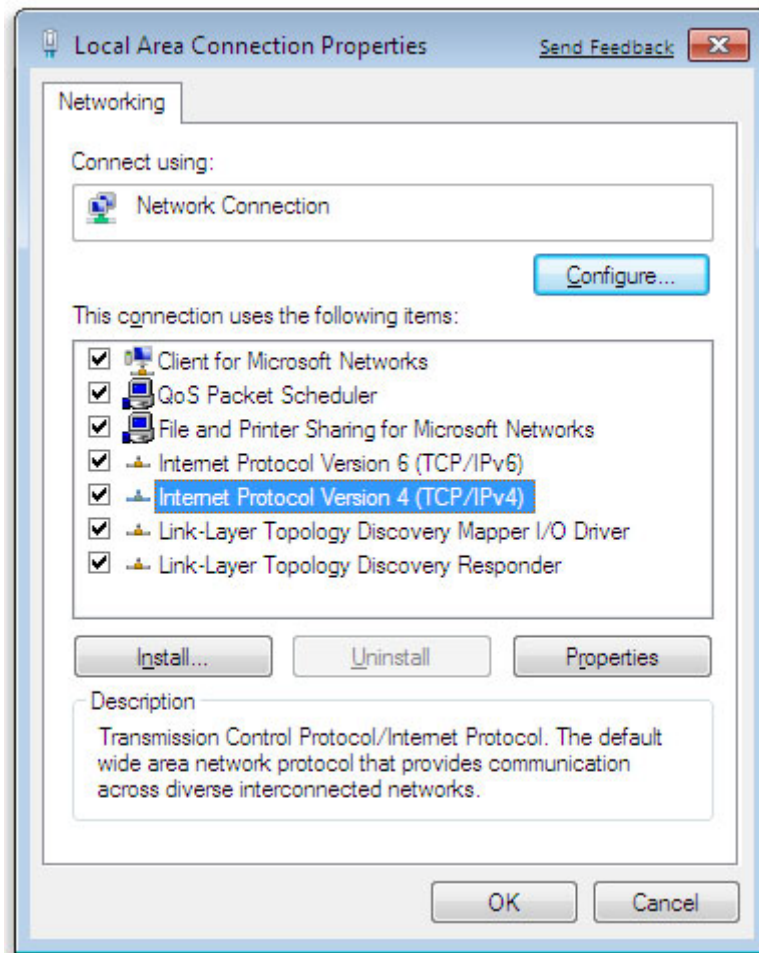 Local Area Connection Properties
Send Feedback
Networking
Connect using:
Network Connection
Configure...
This connection uses the following items:
Client for Microsoft Networks
QoS Packet Scheduler
File and Printer Sharing for Microsoft Networks
Internet Protocol Version 6 (TCP/IPv6)
Internet Protocol Version 4 (TCP/IPv4)
Link-Layer Topology Discovery Mapper I/O Driver
Link-Layer Topology Discovery Responder
Install...
Uninstall
Properties
Description
Transmission Control Protocol/Internet Protocol. The default
wide area network protocol that provides communication
across diverse interconnected networks.
OK
Cancel